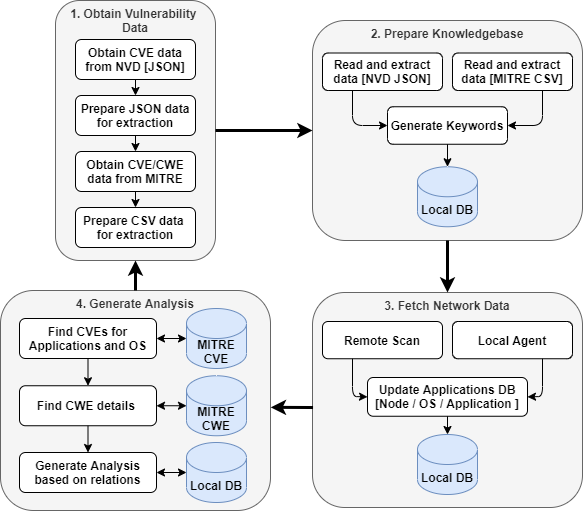 1. Obtain Vulnerability
Data
Obtain CVE data
from NVD [JSON]
Prepare JSON data
for extraction
Obtain CVE/CWE
data from MITRE
Prepare CSV data
for extraction
2. Prepare Knowledgebase
Read and extract
data [NVD JSON]
Read and extract
data [MITRE CSV]
Generate Keywords
Local DB
3. Fetch Network Data
Remote Scan
Local Agent
Update Applications DB
[Node / OS / Application ]
Local DB
4. Generate Analysis
Find CVEs for
Applications and OS
MITRE
CVE
Find CWE details
MITRE
CWE
Generate Analysis
based on relations
Local DB